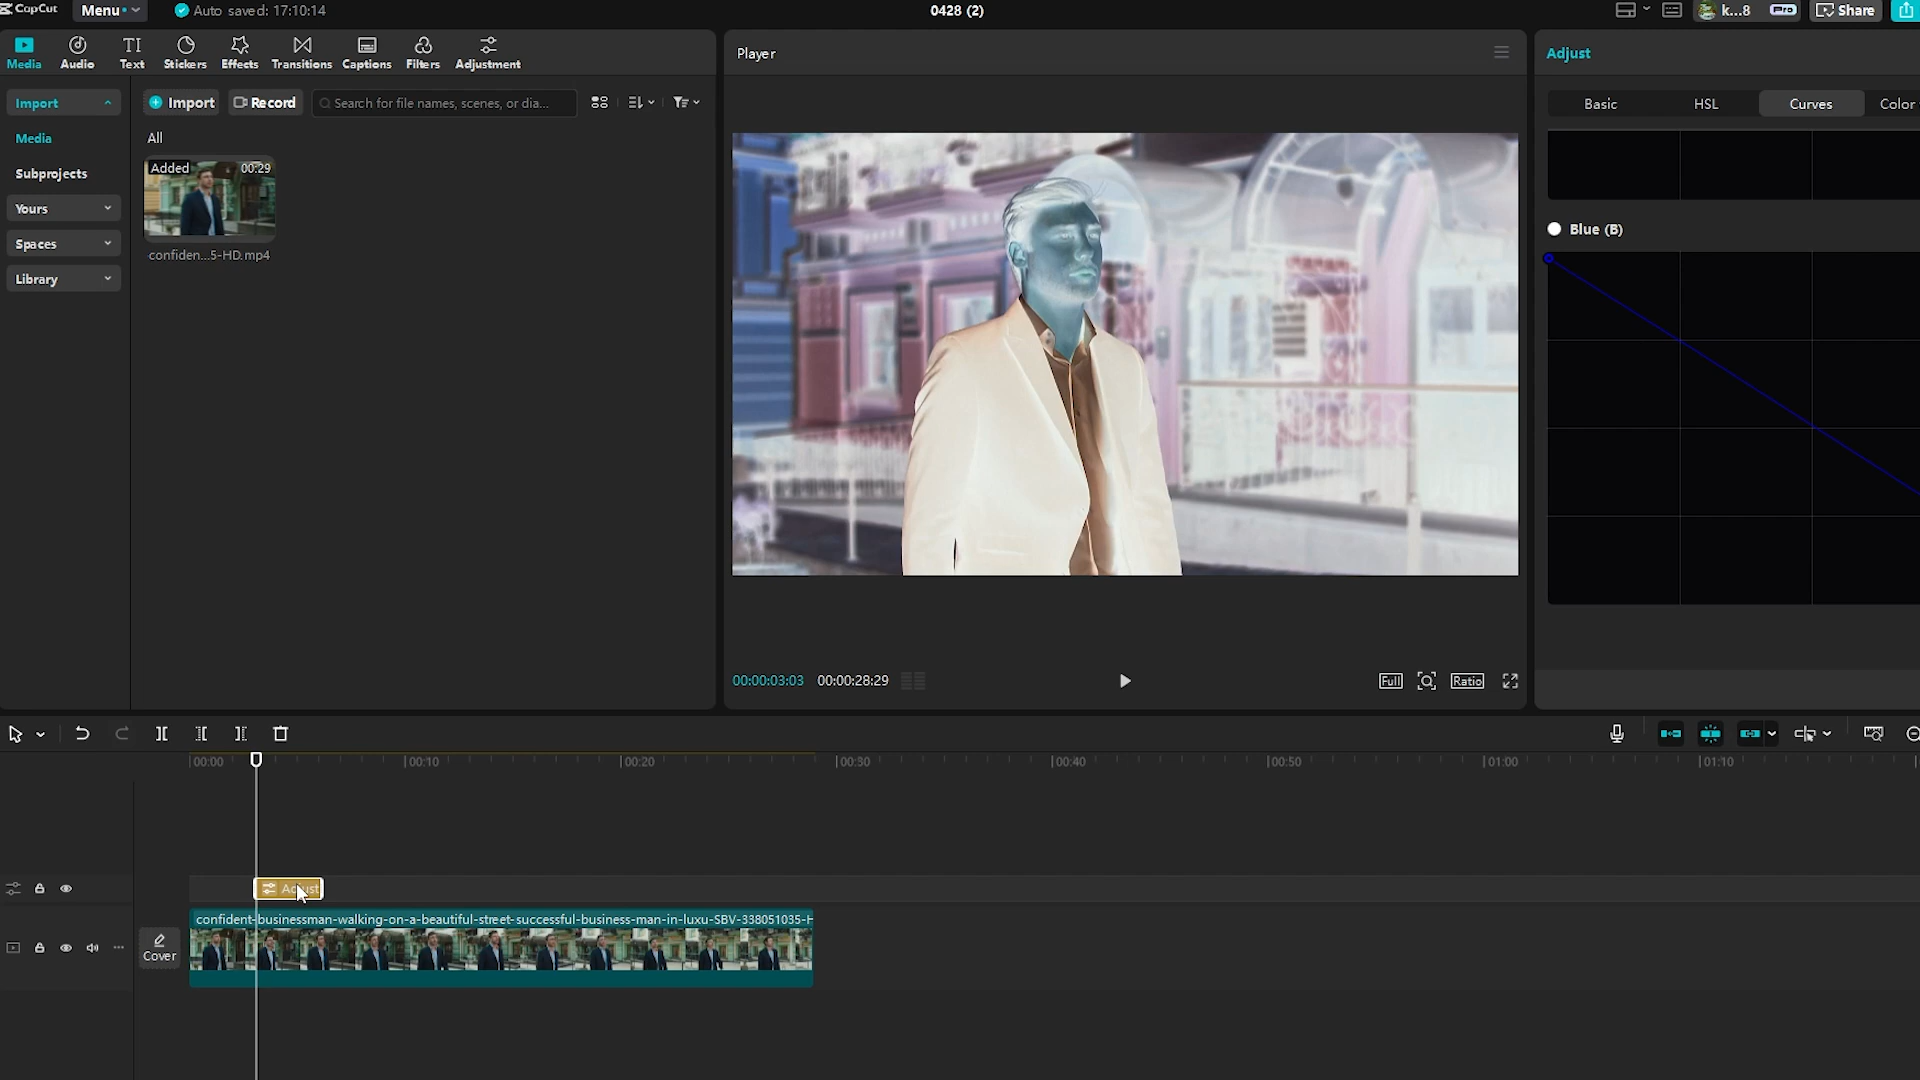 CapCut
Menu
Auto saved: 17:10:14
0428 (2)
k...8
Pro
Share
Media
Audio
TI
Text
Stickers
Effects
Transitions
Captions
Filters
Adjustment
Player
Adjust
Import
Import
Record
Search for file names, scenes, or dia...
Basic
HSL
Curves
Color
Media
All
Subprojects
Added
00:29
Yours
Blue (B)
Spaces
confiden...5-HD.mp4
Library
00:00:03:03
00:00:28:29
Full
Ratio
00:00
00:10
00:20
00:30
00:40
00:50
01:00
01:10
Adjust
confident-businessman-walking-on-a-beautiful-street-successful-business-man-in-luxu-SBV-338051035-H
Cover